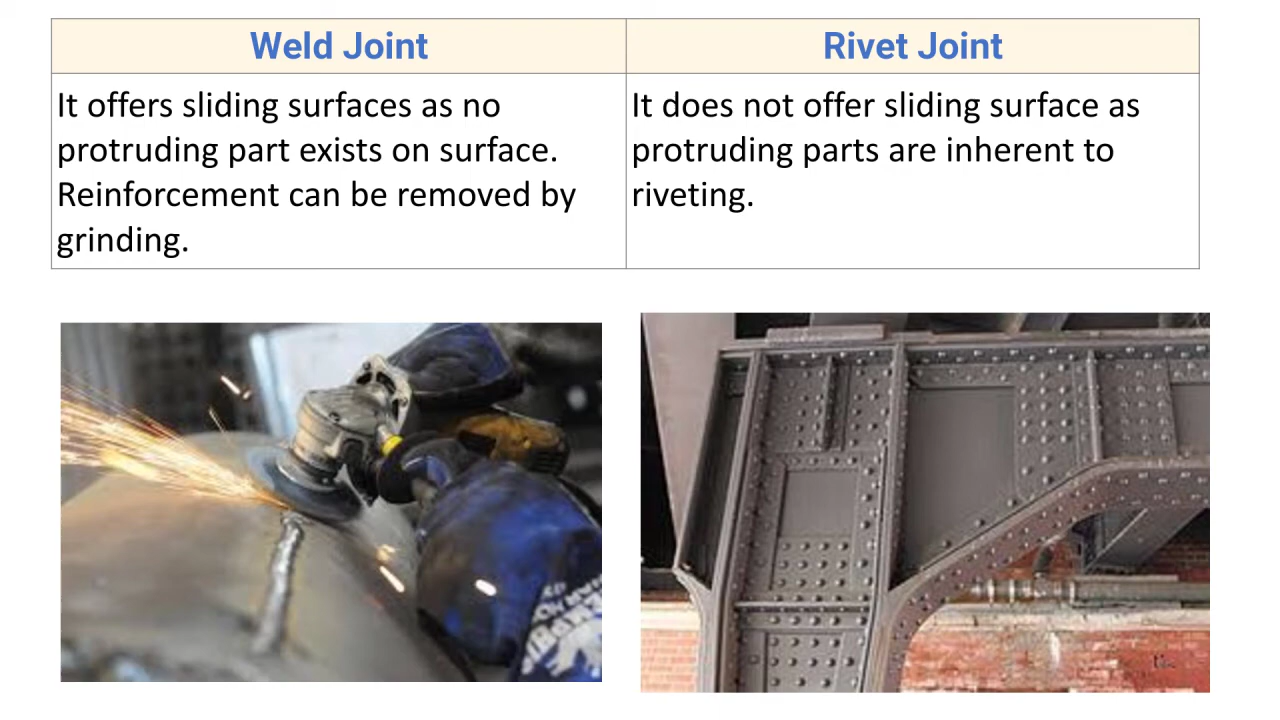 Weld Joint
Rivet Joint
It offers sliding surfaces as no
protruding part exists on surface.
Reinforcement can be removed by
grinding.
It does not offer sliding surface as
protruding parts are inherent to
riveting.